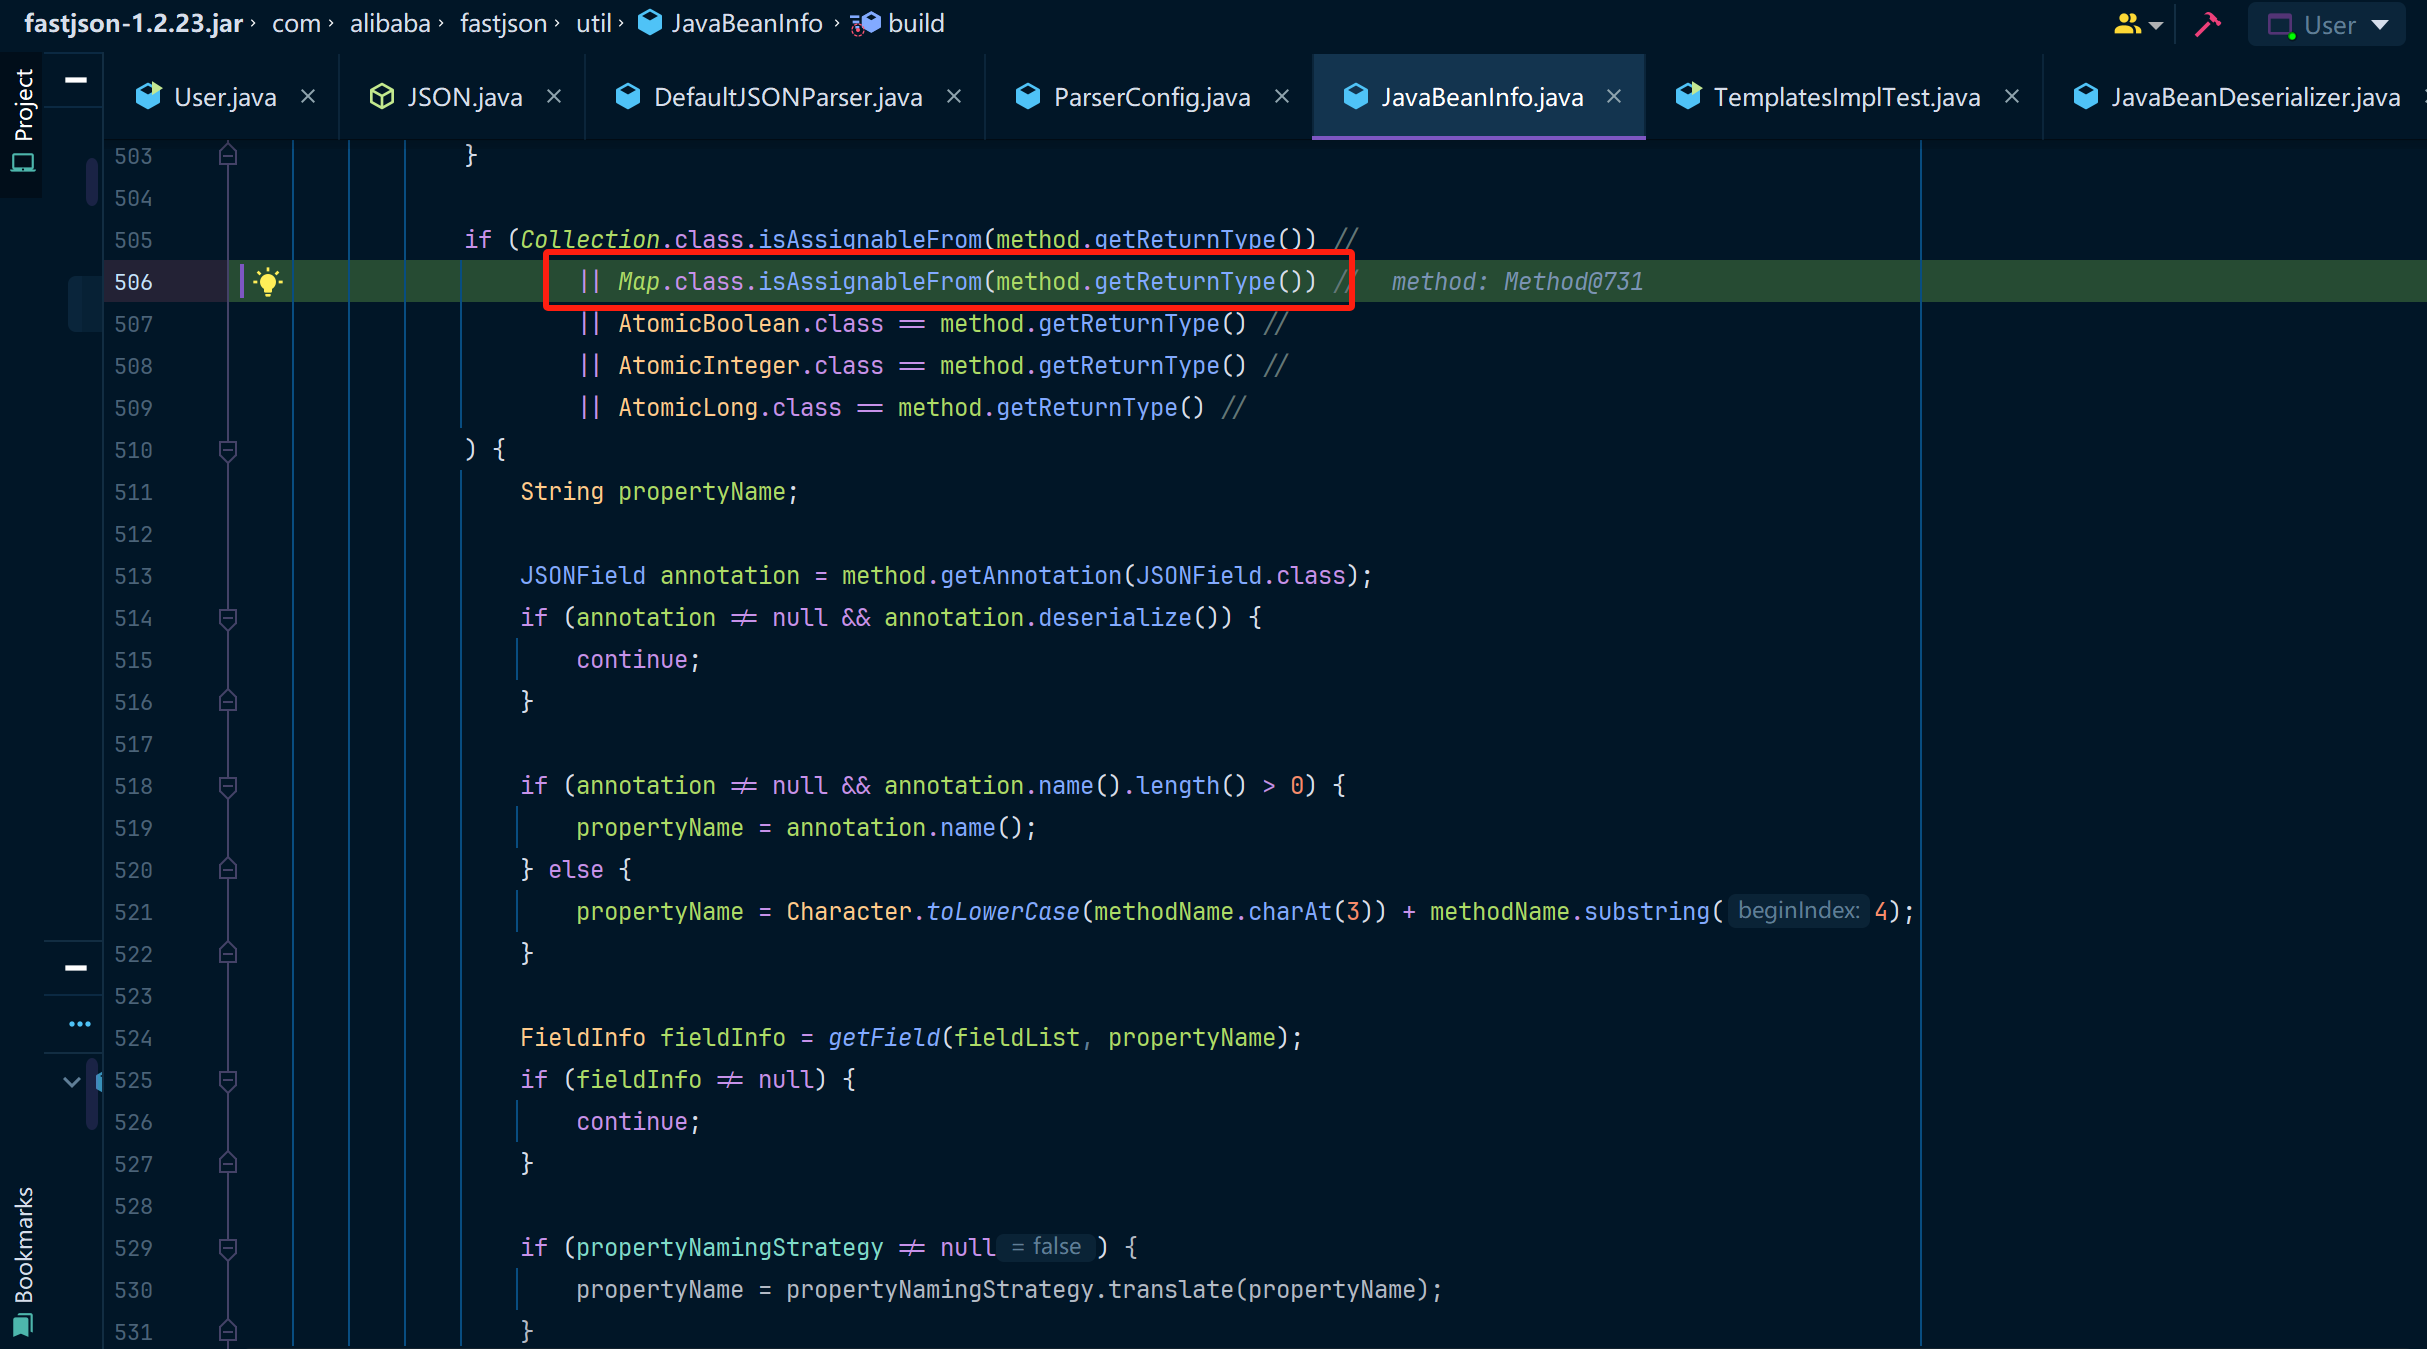 fastjson-1.2.23.jar › com › alibaba › fastjson › util › JavaBeanInfo › build
User
Project
User.java × JSON.java × DefaultJSONParser.java × ParserConfig.java × JavaBeanInfo.java × TemplatesImplTest.java × JavaBeanDeserializer.java
503 }
504
505 if (Collection.class.isAssignableFrom(method.getReturnType()) //
506 || Map.class.isAssignableFrom(method.getReturnType()) // method: Method@731
507 || AtomicBoolean.class == method.getReturnType() //
508 || AtomicInteger.class == method.getReturnType() //
509 || AtomicLong.class == method.getReturnType() //
510 ) {
511 String propertyName;
512
513 JSONField annotation = method.getAnnotation(JSONField.class);
514 if (annotation != null && annotation.deserialize()) {
515 continue;
516 }
517
518 if (annotation != null && annotation.name().length() > 0) {
519 propertyName = annotation.name();
520 } else {
521 propertyName = Character.toLowerCase(methodName.charAt(3)) + methodName.substring( beginIndex: 4);
522 }
523
524 FieldInfo fieldInfo = getField(fieldList, propertyName);
525 if (fieldInfo != null) {
526 continue;
527 }
528
529 if (propertyNamingStrategy != null = false ) {
530 propertyName = propertyNamingStrategy.translate(propertyName);
531 }
Bookmarks